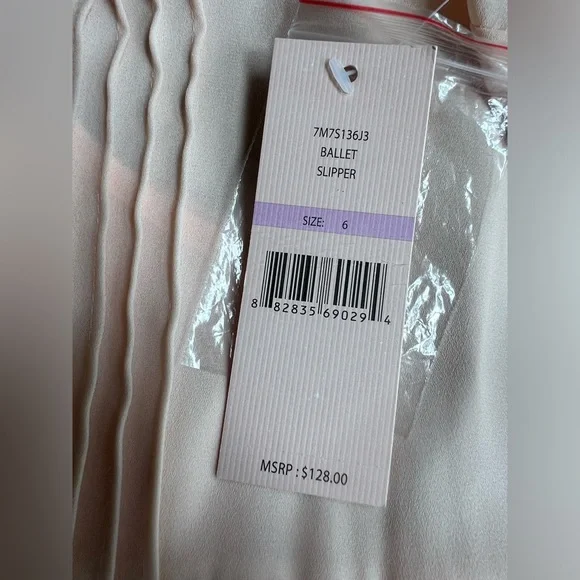 7M7S136J3
BALLET
SLIPPER
SIZE: 6
8 82835 69029 4
MSRP : $128.00